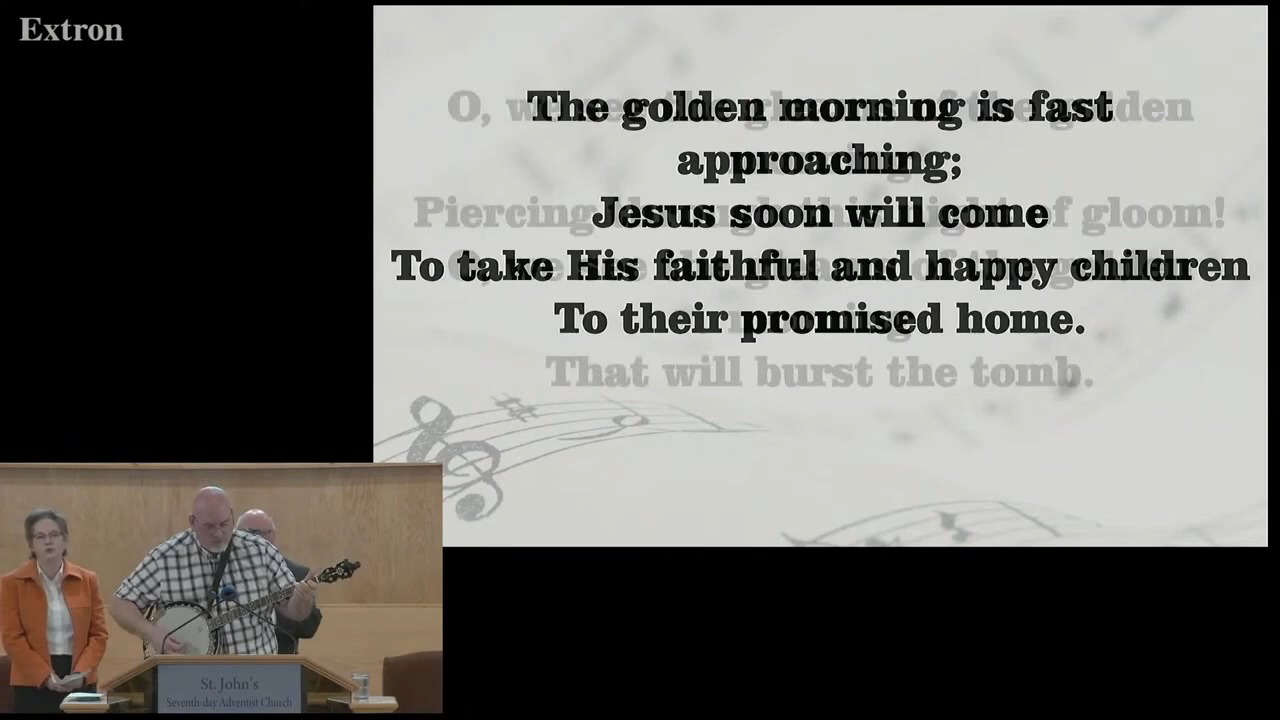 Extron
The golden morning is fast
approaching;
Jesus soon will come
To take His faithful and happy children
To their promised home.
That will burst the tomb.
St. John's
Seventh-day Adventist Church